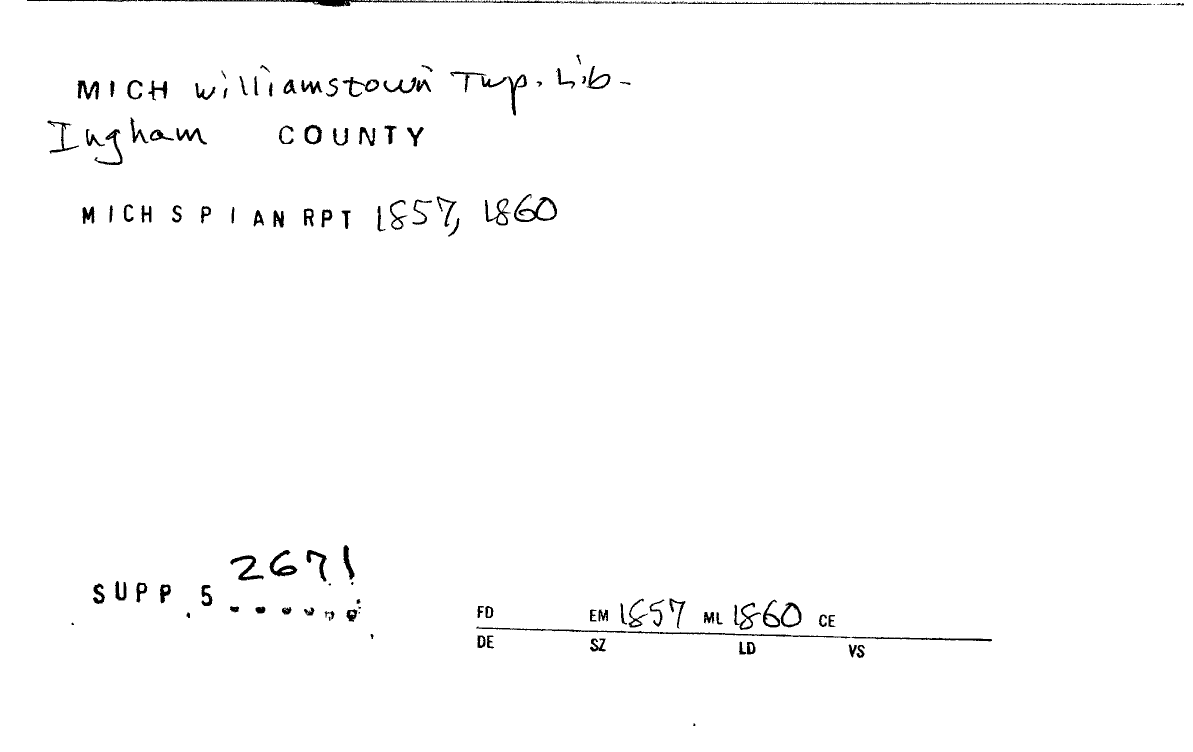 MICH Williamstown Twp. Lib-
Ingham COUNTY
MICH S P I AN RPT 1857, 1860
2671
SUPP. 5 ......
FD EM 1857 ML 1860 CE
DE SZ LD VS